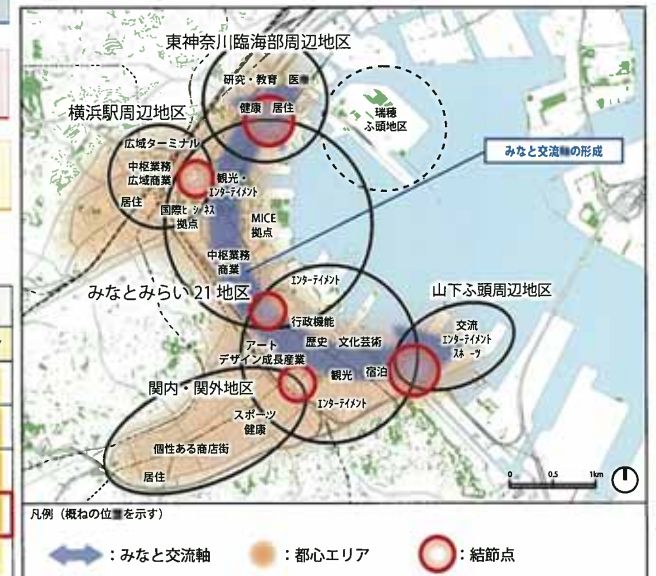 東神奈川臨海部周辺地区
研究・教育
健康 居住
瑞穂
ふ頭地区
横浜駅周辺地区
広域ターミナル
中枢業務
広域商業
居住
観光・
エンターテイメント
国際ビジネス
拠点
MICE
拠点
みなと交流軸の形成
中枢業務
商業
エンターテイメント
みなとみらい21地区
行政機能
山下ふ頭周辺地区
交流
エンターテイメント
スポーツ
歴史 文化芸術
アート
デザイン成長産業
観光 宿泊
エンターテイメント
関内・関外地区
スポーツ
健康
個性ある商店街
居住
0 0.5 1km
凡例(概ねの位置を示す)
:みなと交流軸
:都心エリア
:結節点